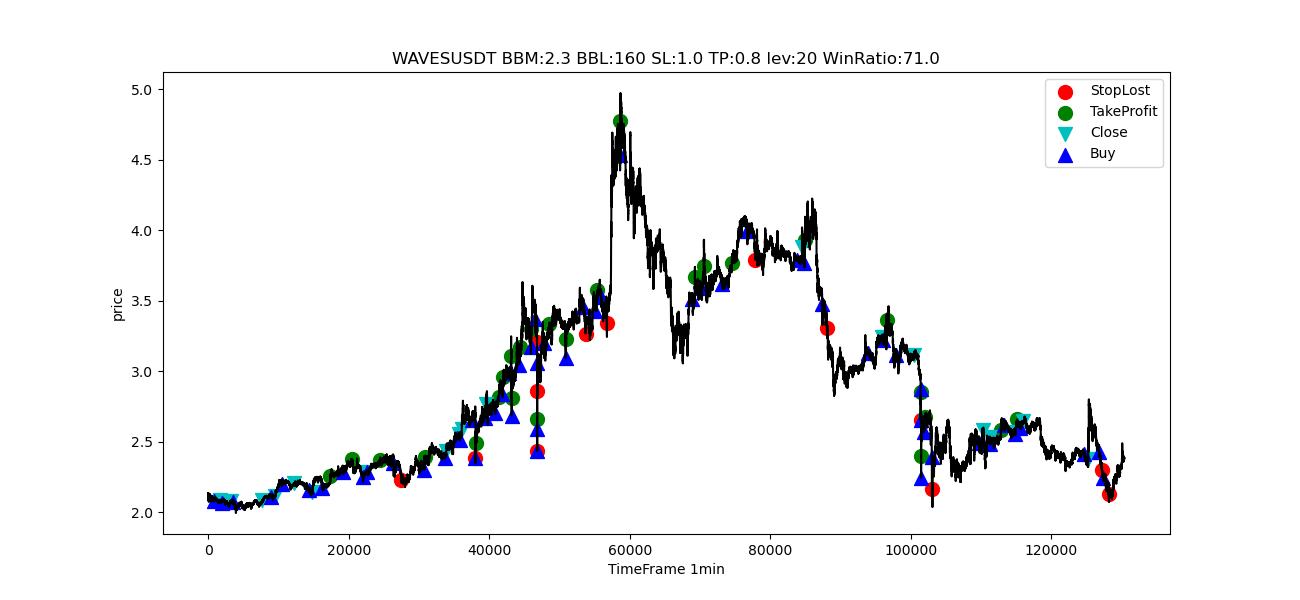 WAVESUSDT BBM:2.3 BBL:160 SL:1.0 TP:0.8 lev:20 WinRatio:71.0
StopLost
TakeProfit
Close
Buy
price
5.0
4.5
4.0
3.5
3.0
2.5
2.0
0 20000 40000 60000 80000 100000 120000
TimeFrame 1min